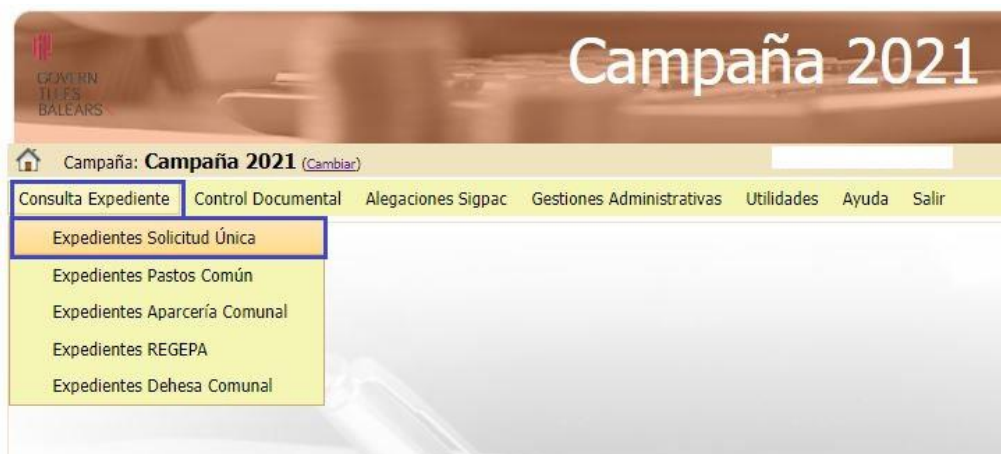 Campaña 2021
GOVERN
ILLES
BALEARS
Campaña: Campaña 2021 (Cambiar)
Consulta Expediente Control Documental Alegaciones Sigpac Gestiones Administrativas Utilidades Ayuda Salir
Expedientes Solicitud Única
Expedientes Pastos Común
Expedientes Aparcería Comunal
Expedientes REGEPA
Expedientes Dehesa Comunal